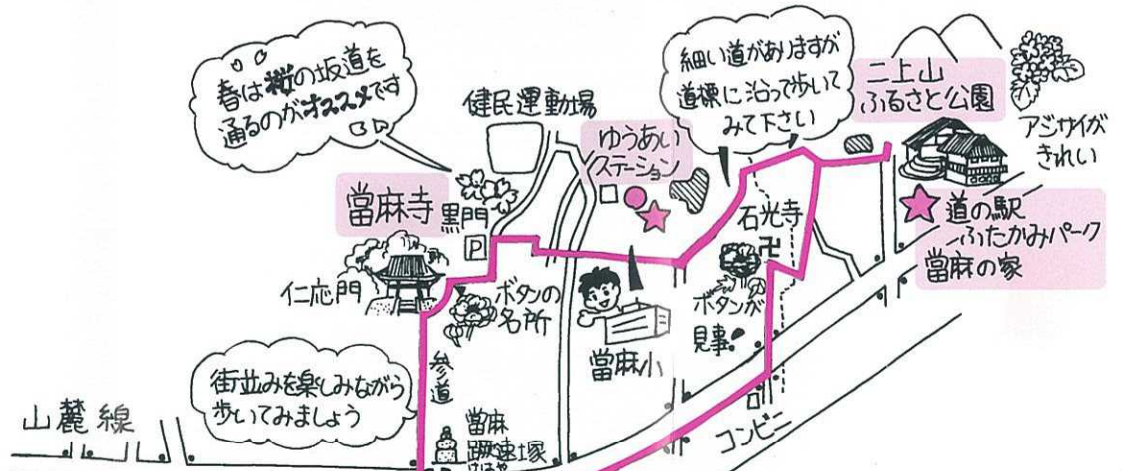 春は桜の坂道を
通るのがオススメです
健民運動場
ゆうあい
ステーション
細い道がありますが
道標に沿って歩いて
みて下さい
二上山
ふるさと公園
アジサイが
きれい
當麻寺
黒門
P
石光寺
卍
道の駅
ふたかみパーク
當麻の家
仁応門
ボタンの
名所
ボタンが
見事
當麻小
参道
街並みを楽しみながら
歩いてみましょう
山麓線
當麻
蹶速塚
コンビニ